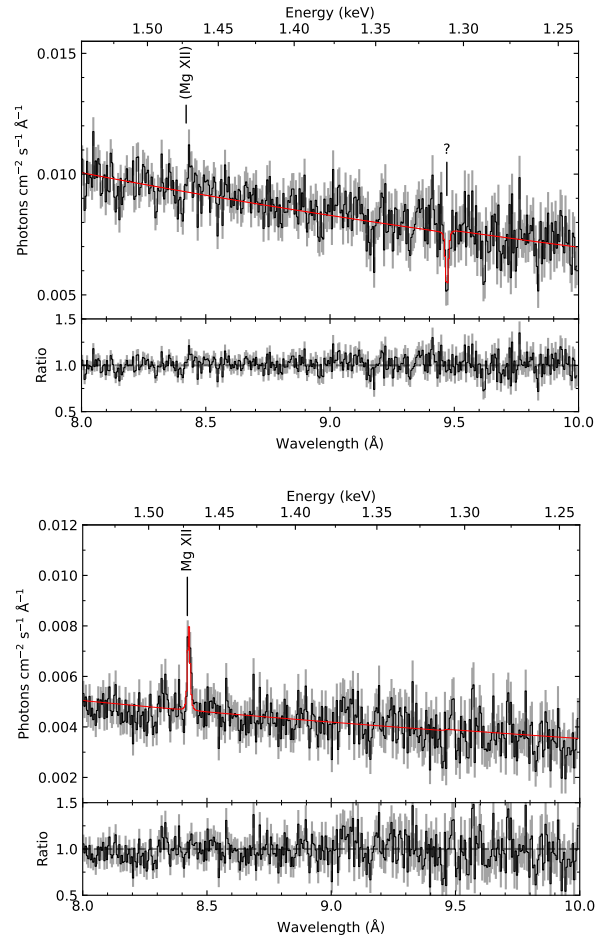 Energy (keV)
1.50 1.45 1.40 1.35 1.30 1.25
0.015
(Mg XII)
?
0.010
0.005
Photons cm⁻² s⁻¹ Å⁻¹
1.5
1.0
0.5
Ratio
8.0 8.5 9.0 9.5 10.0
Wavelength (Å)
Energy (keV)
1.50 1.45 1.40 1.35 1.30 1.25
0.012
Mg XII
0.010
0.008
0.006
0.004
0.002
Photons cm⁻² s⁻¹ Å⁻¹
1.5
1.0
0.5
Ratio
8.0 8.5 9.0 9.5 10.0
Wavelength (Å)